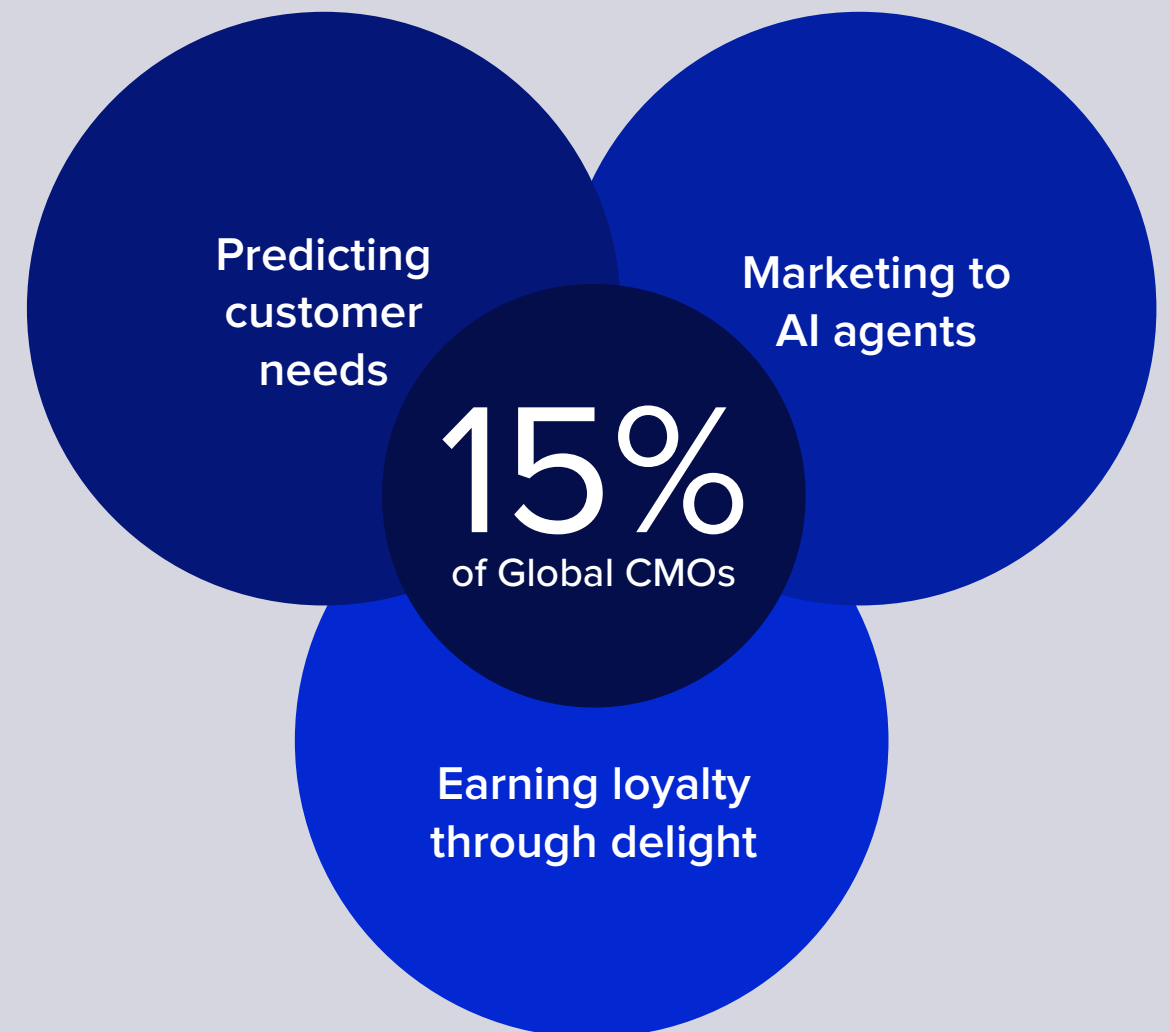 Predicting
customer
needs
Marketing to
AI agents
15%
of Global CMOs
Earning loyalty
through delight